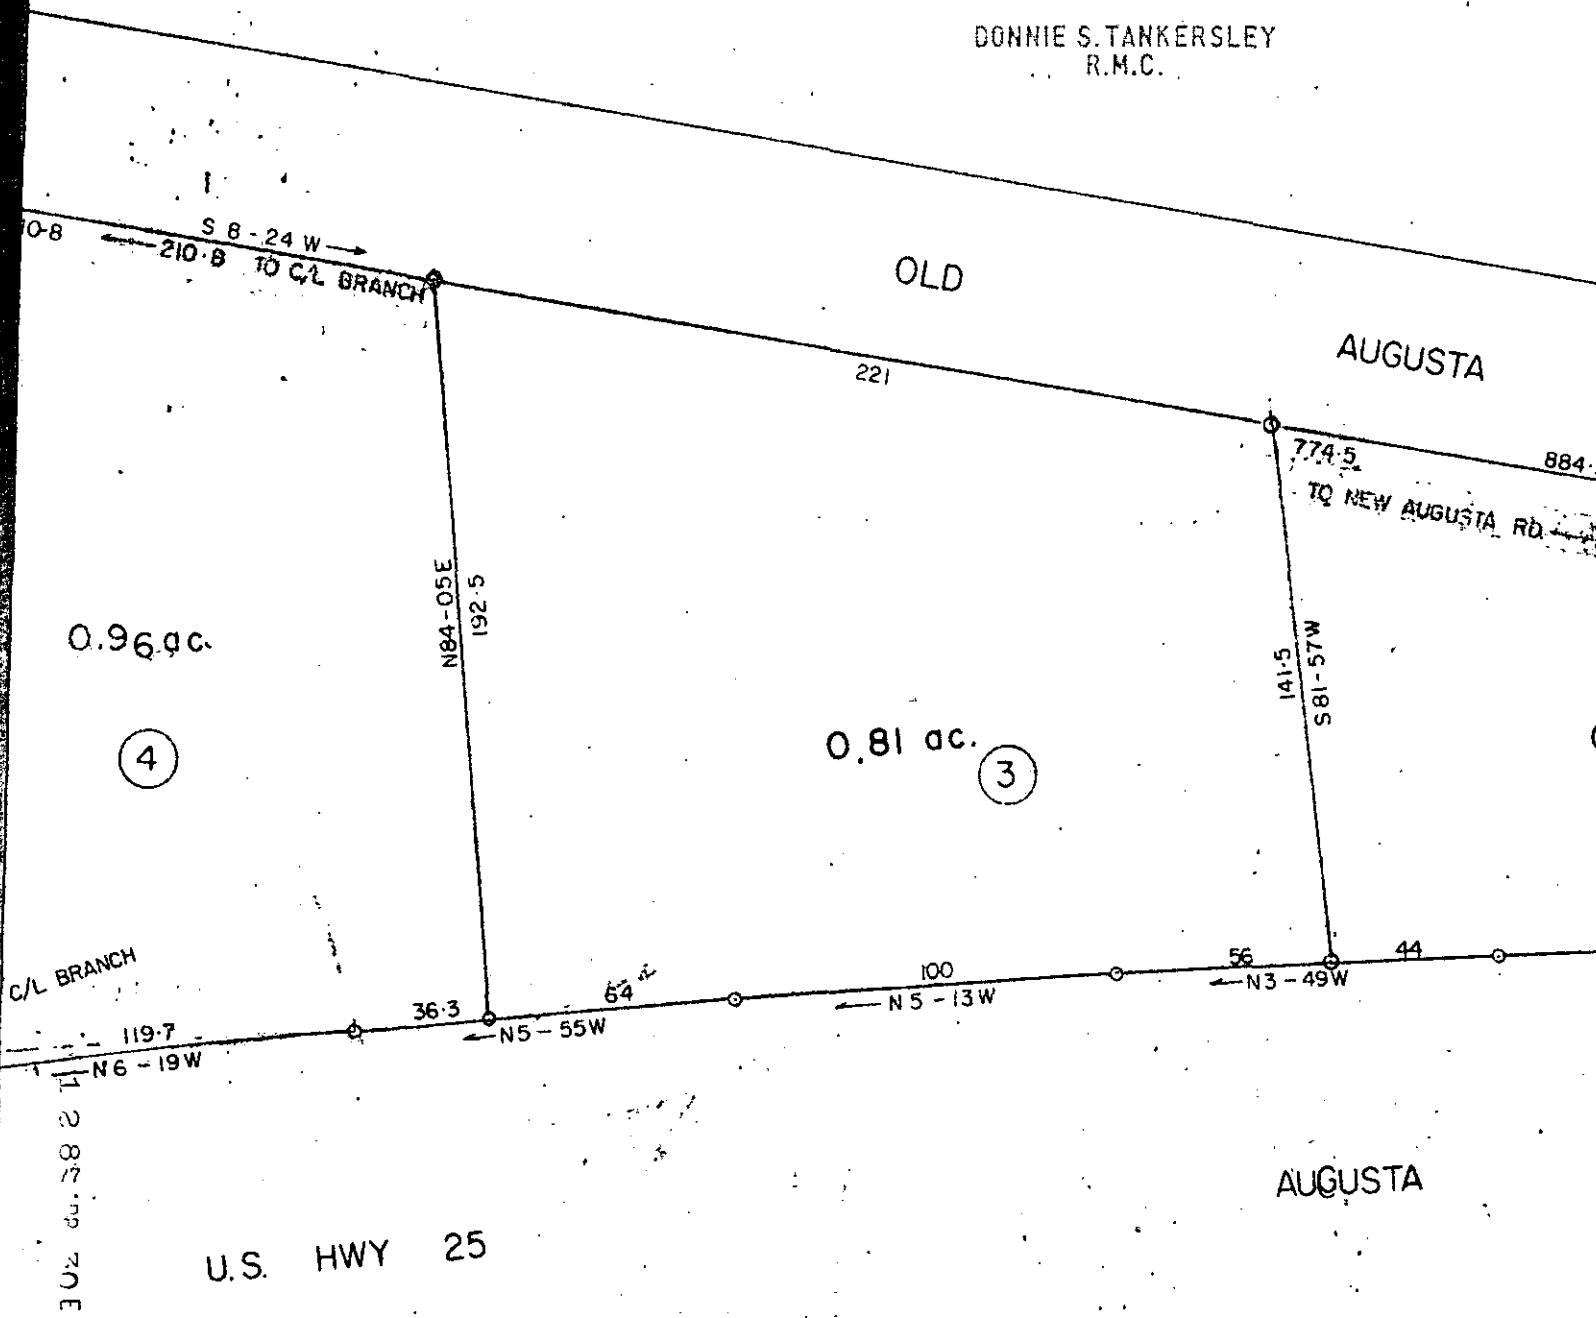 DONNIE S. TANKERSLEY
R.M.C.
S 8-24 W
210.8 TO C/L BRANCH
OLD
AUGUSTA
221
774.5
884.
TO NEW AUGUSTA RD.
N84-05E
192.5
141.5
S81-57W
0.96 ac.
4
0.81 ac.
3
C/L BRANCH
119.7
N6-19W
36.3
64
N5-55W
100
N5-13W
56
N3-49W
44
AUGUSTA
U.S. HWY 25